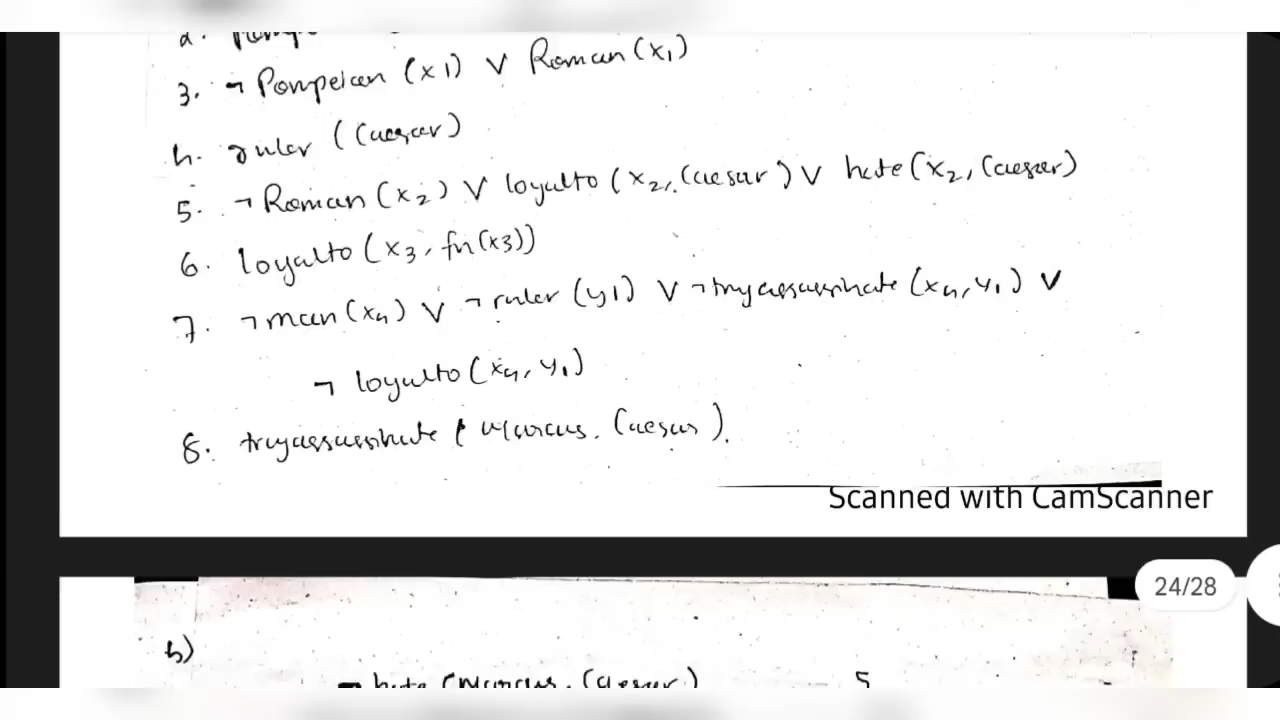 2.
3. ¬ Pompeian (x1) V Roman (x1)
4. ruler (Caesar)
5. ¬ Roman (x2) V loyalto (x2, Caesar) V hate (x2, Caesar)
6. loyalto (x3, fn(x3))
7. ¬ man (x4) V ¬ ruler (y1) V ¬ tryassassinate (x4, y1) V
¬ loyalto (x4, y1)
8. tryassassinate (Marcus, Caesar).
Scanned with CamScanner
24/28
b)
¬ hate (Marcus, Caesar) 5